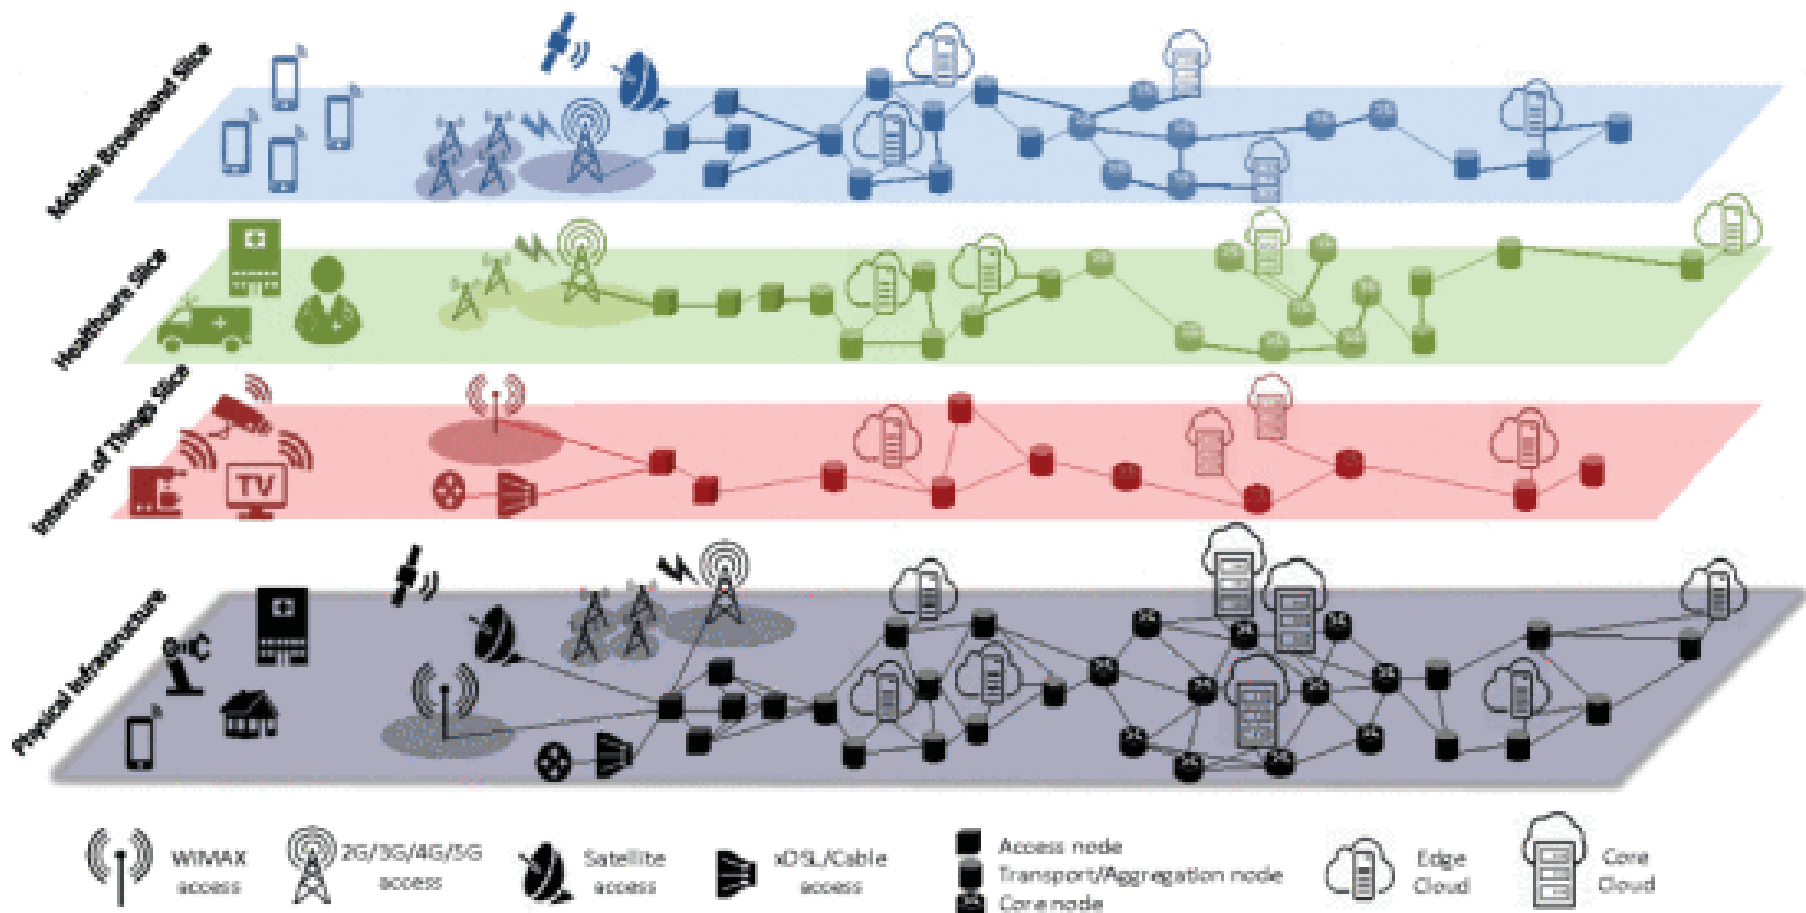 Mobile Broadband Slice
Healthcare Slice
Internet of Things Slice
TV
Physical Infrastructure
WiMAX
access
2G/3G/4G/5G
access
Satellite
access
xDSL/Cable
access
Access node
Transport/Aggregation node
Core node
Edge
Cloud
Core
Cloud